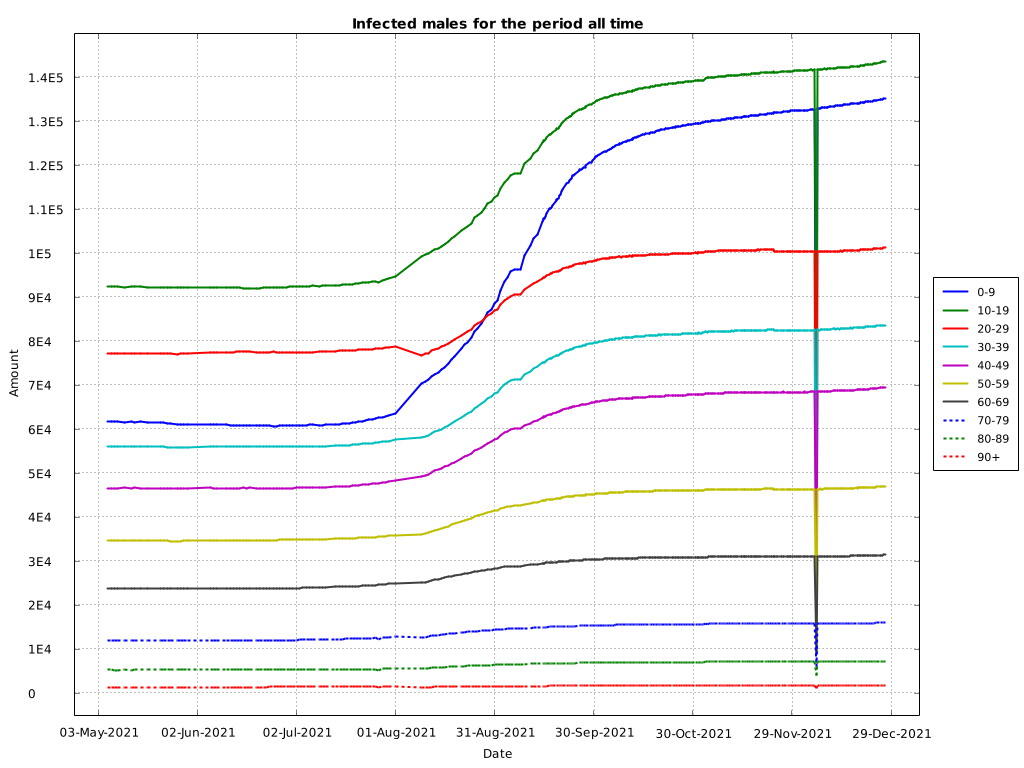 Infected males for the period all time
1.4E5
1.3E5
1.2E5
1.1E5
1E5
9E4
8E4
7E4
6E4
5E4
4E4
3E4
2E4
1E4
0
Amount
03-May-2021 02-Jun-2021 02-Jul-2021 01-Aug-2021 31-Aug-2021 30-Sep-2021 30-Oct-2021 29-Nov-2021 29-Dec-2021
Date
0-9
10-19
20-29
30-39
40-49
50-59
60-69
70-79
80-89
90+